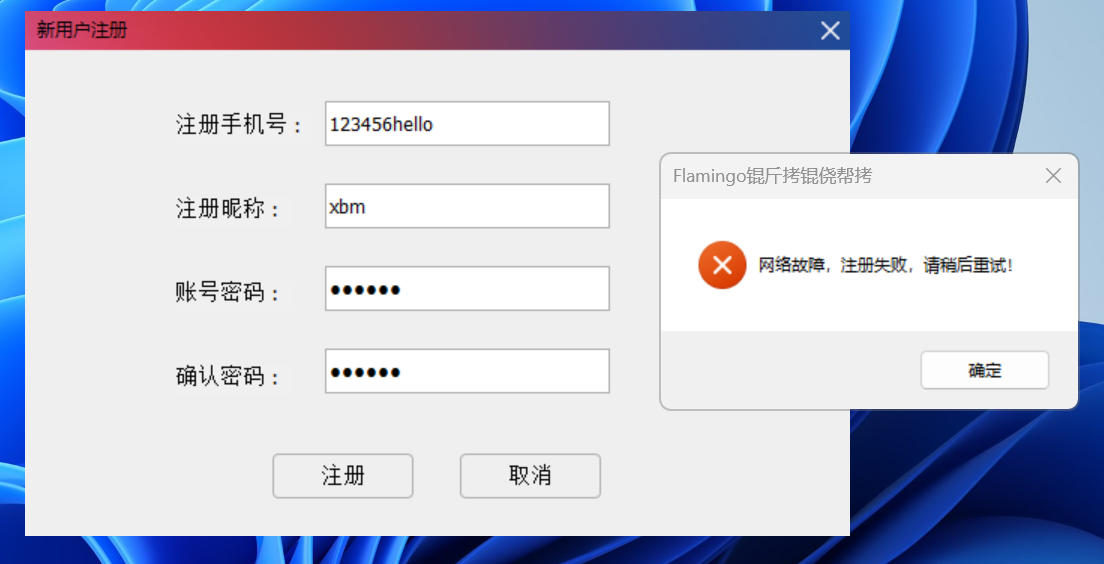 新用户注册
注册手机号：
123456hello
注册昵称：
xbm
账号密码：
●●●●●●
确认密码：
●●●●●●
注册
取消
Flamingo锟斤拷锟侥帮拷
网络故障，注册失败，请稍后重试！
确定